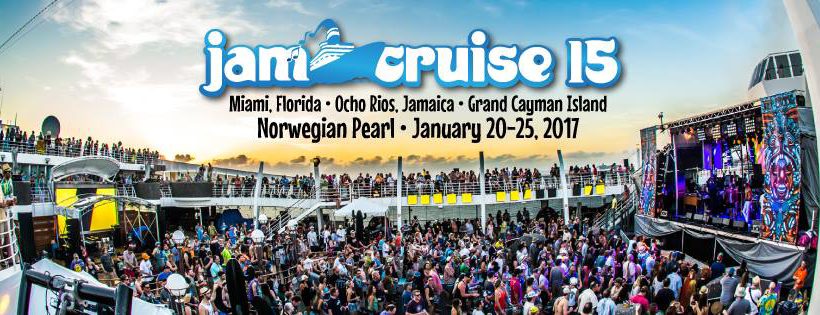 jam cruise 15
Miami, Florida • Ocho Rios, Jamaica • Grand Cayman Island
Norwegian Pearl • January 20-25, 2017